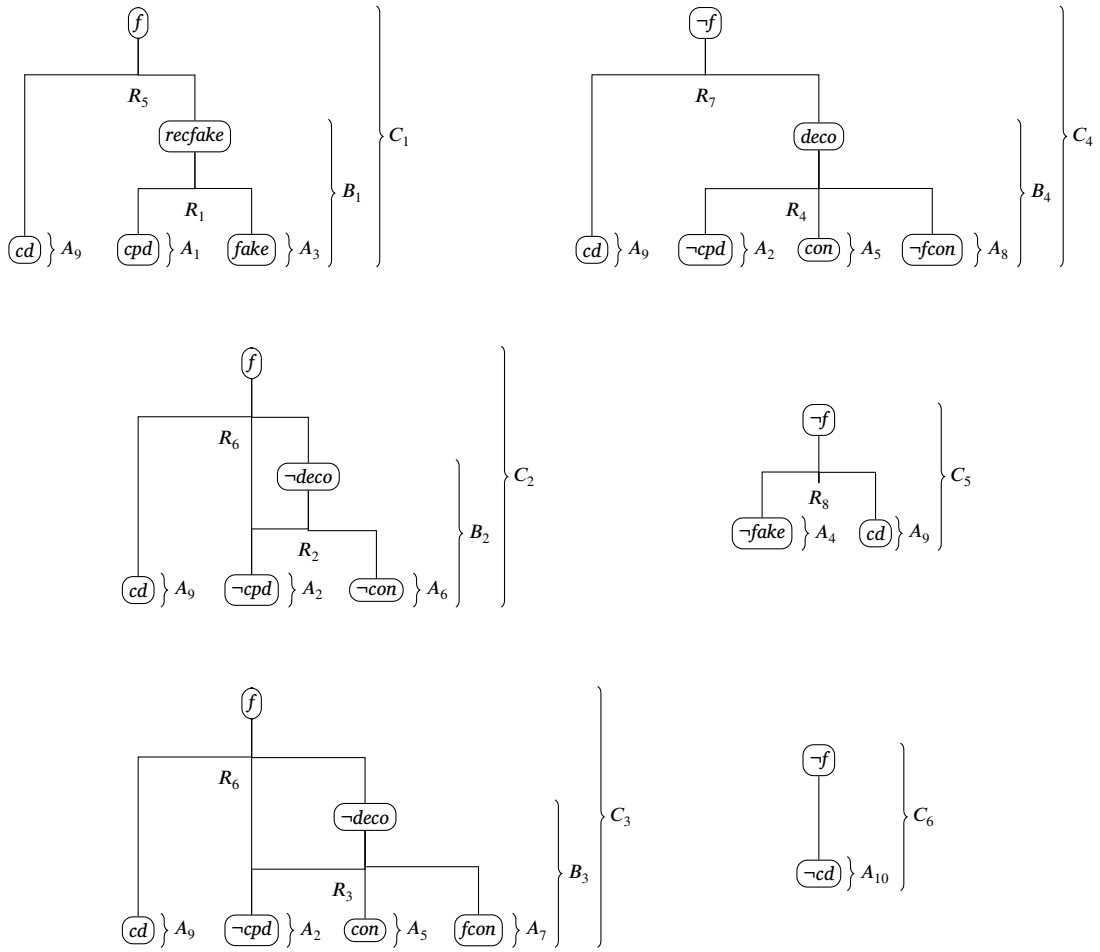 f
¬f
R₅
R₇
C₁
C₄
recfake
deco
B₁
B₄
R₁
R₄
cd A₉ cpd A₁ fake A₃
cd A₉ ¬cpd A₂ con A₅ ¬fcon A₈
f
¬f
R₆
C₂
C₅
¬deco
R₈
B₂
¬fake A₄ cd A₉
R₂
cd A₉ ¬cpd A₂ ¬con A₆
f
¬f
R₆
¬deco
C₃
C₆
B₃
¬cd A₁₀
R₃
cd A₉ ¬cpd A₂ con A₅ fcon A₇